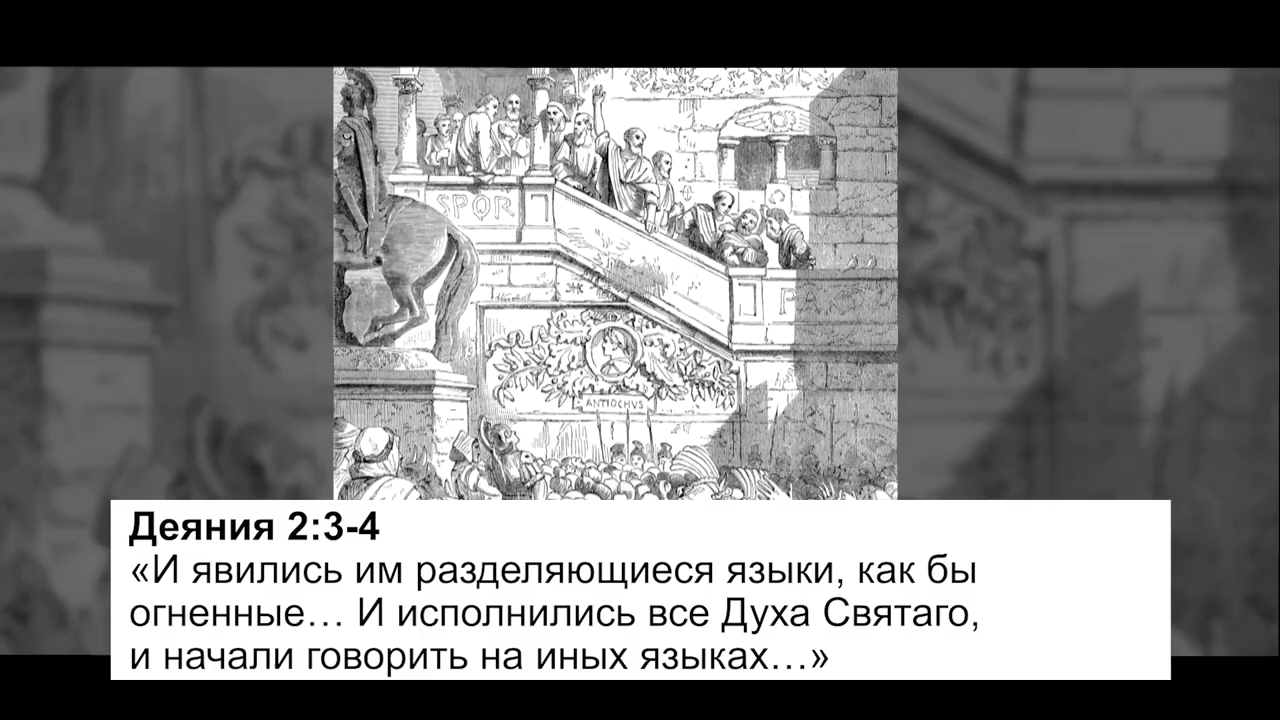 SPQR
ANTIOCHVS
Деяния 2:3-4
«И явились им разделяющиеся языки, как бы
огненные… И исполнились все Духа Святаго,
и начали говорить на иных языках…»